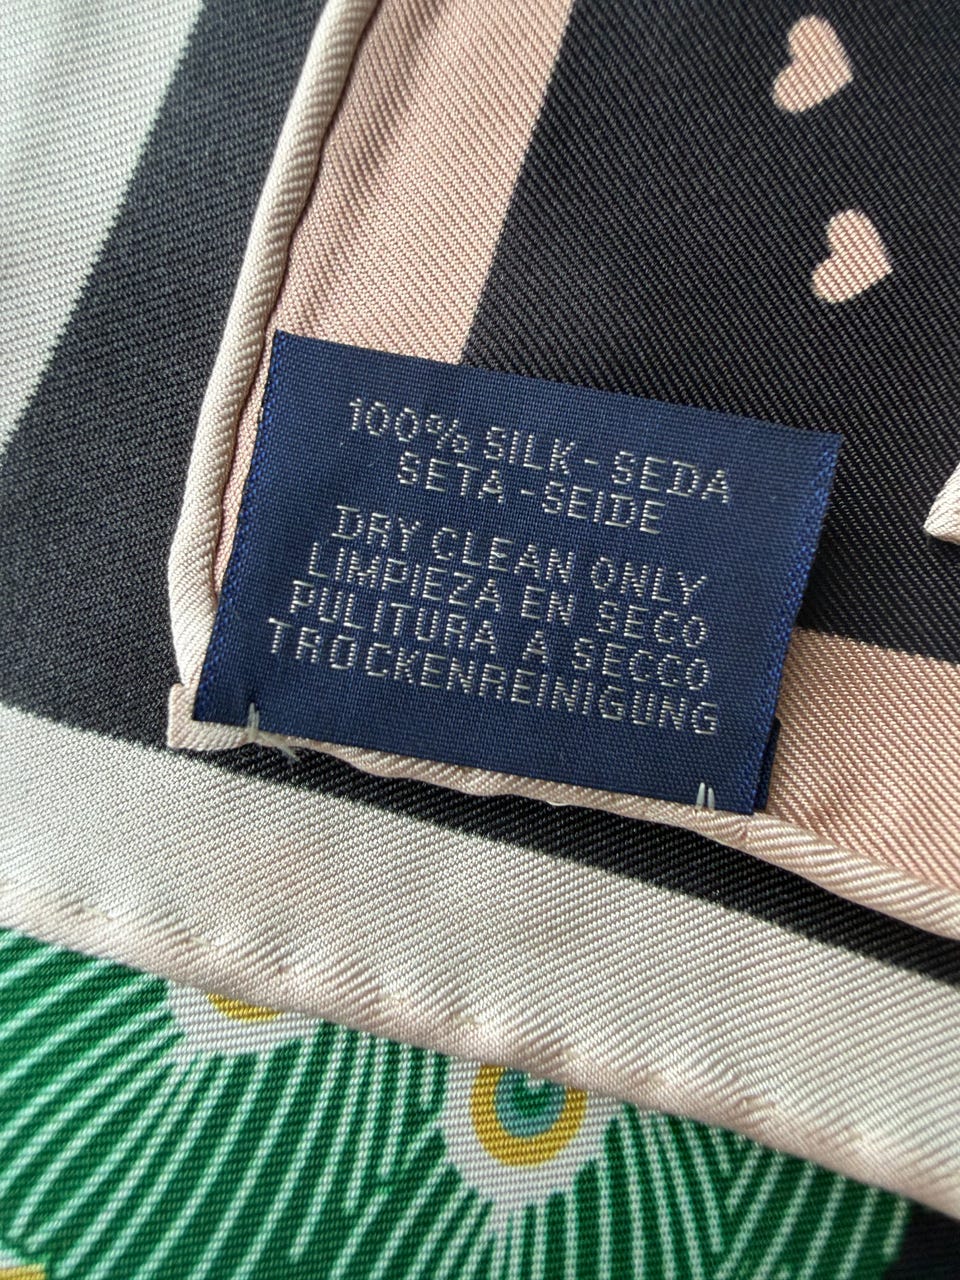 100% SILK - SEDA
SETA - SEIDE
DRY CLEAN ONLY
LIMPIEZA EN SECO
PULITURA A SECCO
TROCKENREINIGUNG